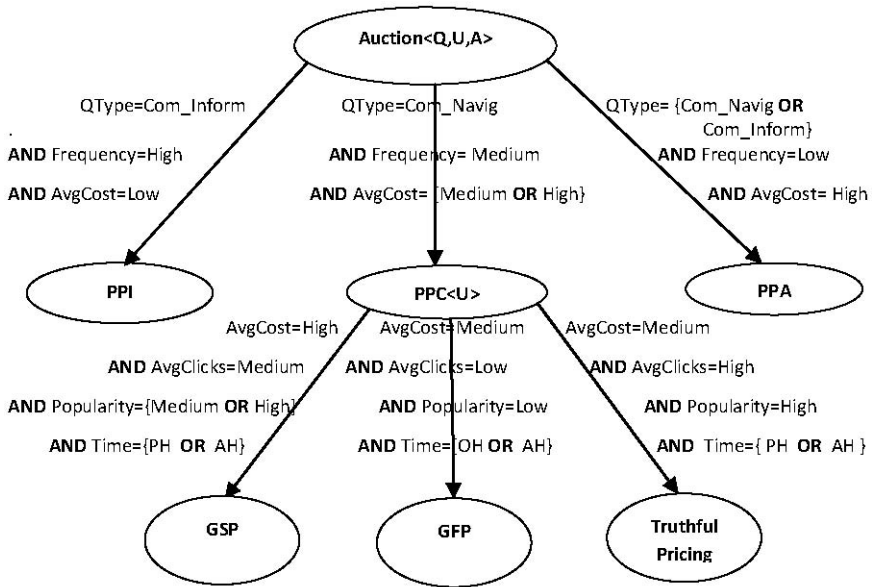 Auction<Q,U,A>
QType=Com_Inform
.
AND Frequency=High
AND AvgCost=Low
QType=Com_Navig
AND Frequency= Medium
AND AvgCost= {Medium OR High}
QType= {Com_Navig OR
Com_Inform}
AND Frequency=Low
AND AvgCost= High
PPI
PPC<U>
PPA
AvgCost=High
AND AvgClicks=Medium
AND Popularity={Medium OR High}
AND Time={PH OR AH}
AvgCost=Medium
AND AvgClicks=Low
AND Popularity=Low
AND Time={OH OR AH}
AvgCost=Medium
AND AvgClicks=High
AND Popularity=High
AND Time={ PH OR AH }
GSP
GFP
Truthful
Pricing